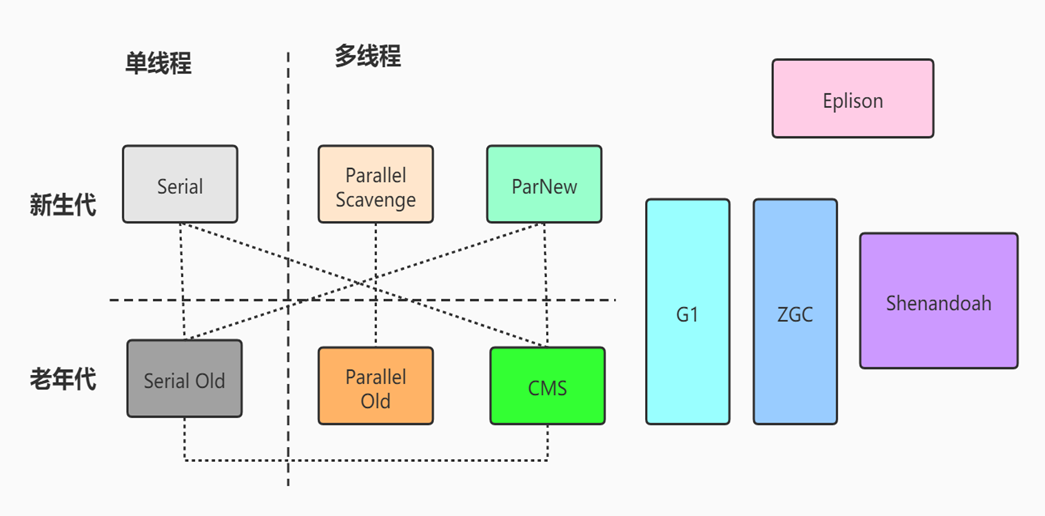 单线程
多线程
Eplison
新生代
Serial
Parallel
Scavenge
ParNew
G1
ZGC
Shenandoah
老年代
Serial Old
Parallel
Old
CMS